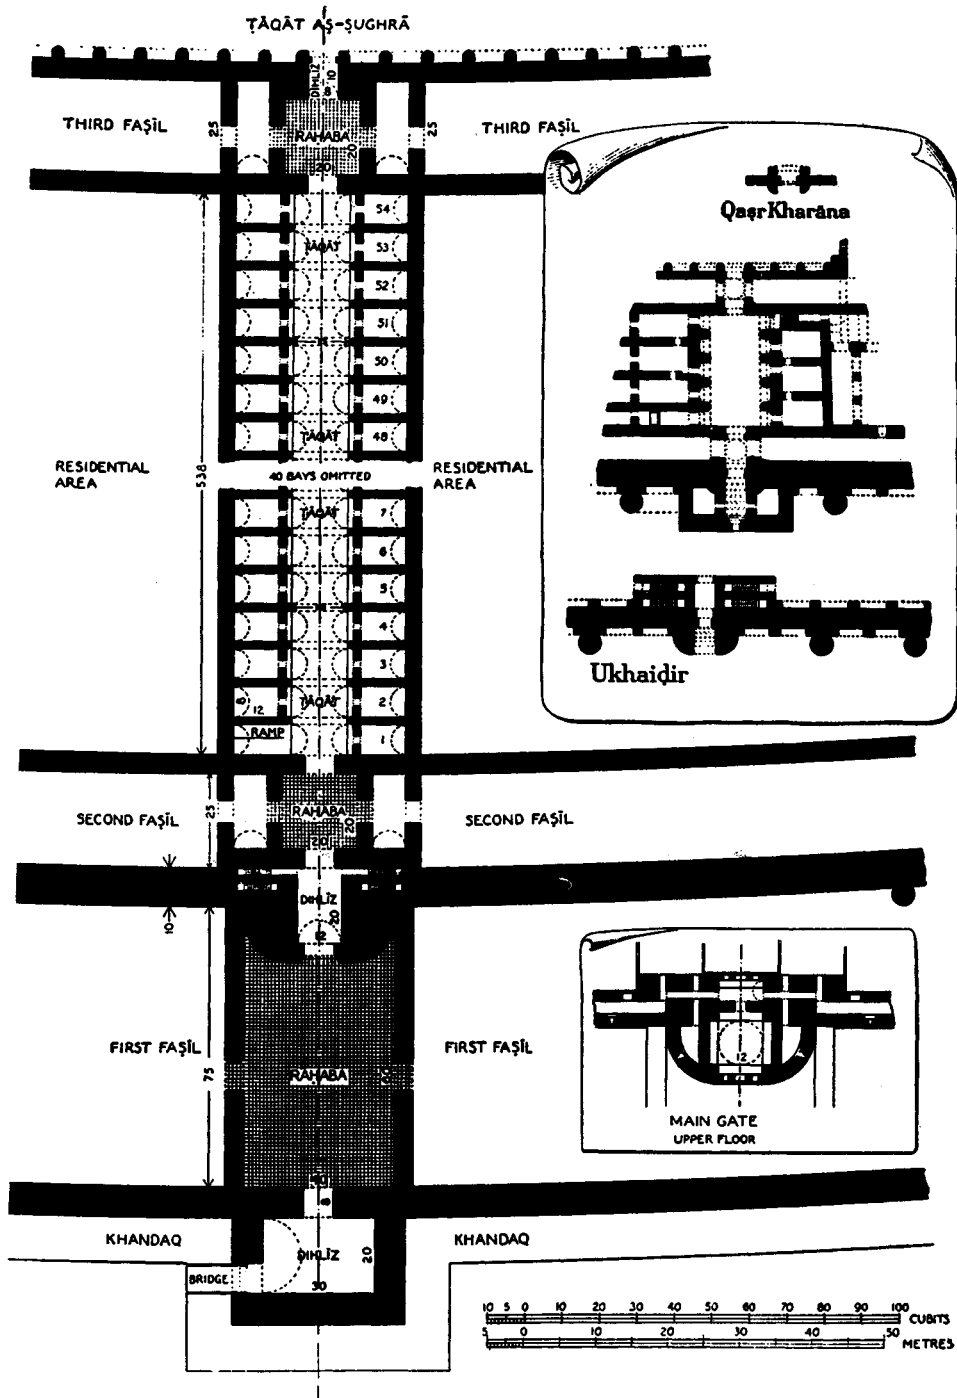 ṬĀQĀT AṢ-ṢUGHRĀ
DIHLĪZ
10
8
THIRD FAṢĪL
25
RAHABA
20
25
THIRD FAṢĪL
20
54
ṬĀQĀT
53
52
51
50
49
ṬĀQĀT
48
RESIDENTIAL
AREA
538
40 BAYS OMITTED
RESIDENTIAL
AREA
ṬĀQĀT
7
6
5
4
3
8
12
ṬĀQĀT
2
RAMP
1
SECOND FAṢĪL
25
RAHABA
20
20
SECOND FAṢĪL
10
DIHLĪZ
20
12
FIRST FAṢĪL
75
RAHABA
60
FIRST FAṢĪL
40
8
KHANDAQ
DIHLĪZ
20
KHANDAQ
BRIDGE
30
Qaṣr Kharāna
Ukhaiḍir
12
MAIN GATE
UPPER FLOOR
10 5 0 10 20 30 40 50 60 70 80 90 100
CUBITS
5 0 10 20 30 40 50
METRES